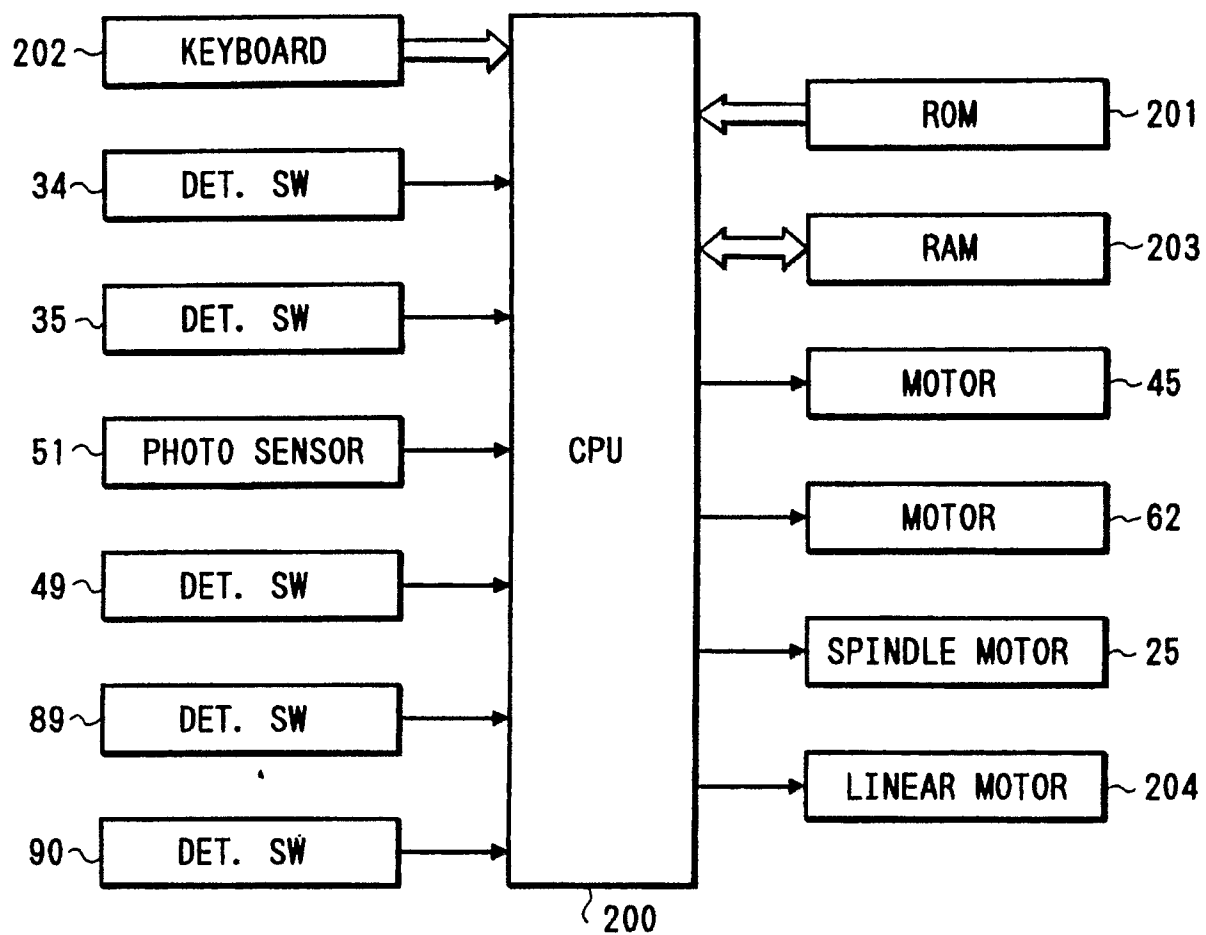 202 KEYBOARD
34 DET. SW
35 DET. SW
51 PHOTO SENSOR
49 DET. SW
89 DET. SW
90 DET. SW
CPU
200
ROM 201
RAM 203
MOTOR 45
MOTOR 62
SPINDLE MOTOR 25
LINEAR MOTOR 204